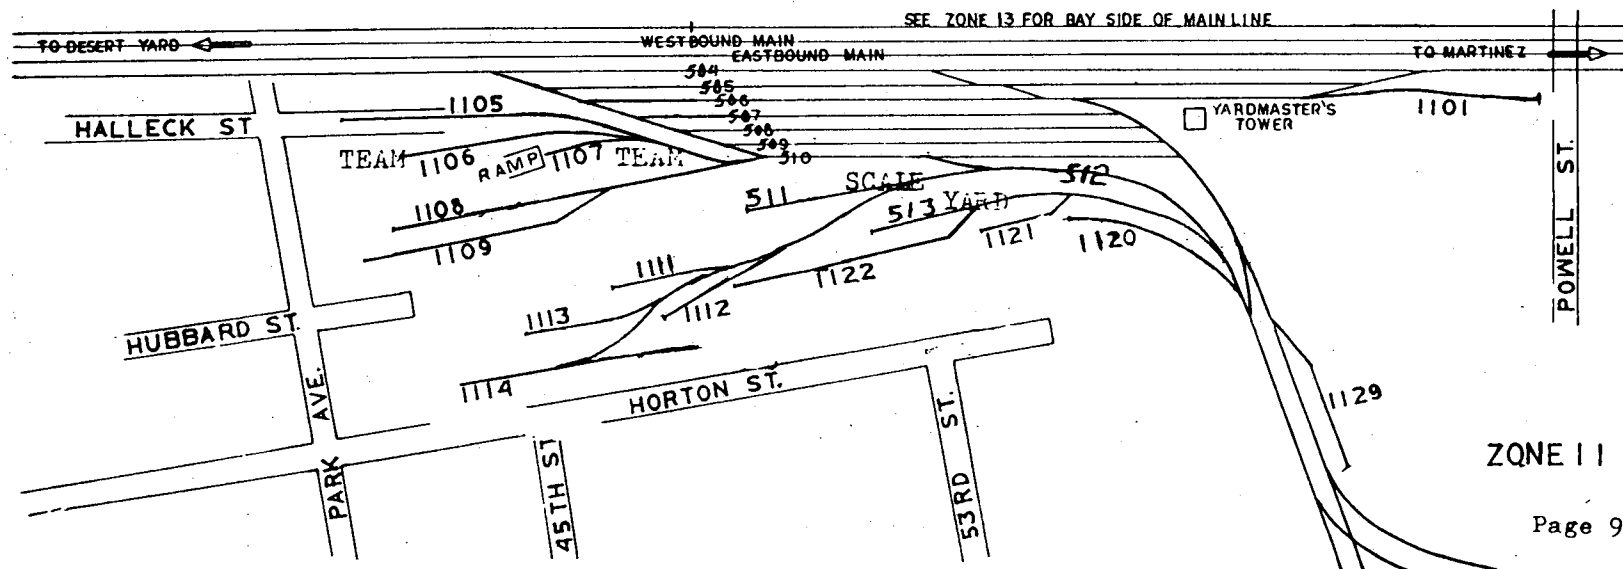 SEE ZONE 13 FOR BAY SIDE OF MAIN LINE
TO DESERT YARD
WESTBOUND MAIN
EASTBOUND MAIN
TO MARTINEZ
504
505
506
507
508
509
510
1105
HALLECK ST
TEAM
1106
RAMP
1107
TEAM
YARDMASTER'S
TOWER
1101
1108
1109
511
SCALE
512
513
YARD
1121
1120
POWELL ST.
1111
1122
1113
1112
HUBBARD ST.
1114
HORTON ST.
PARK AVE.
45TH ST
53RD ST.
1129
ZONE 11
Page 9